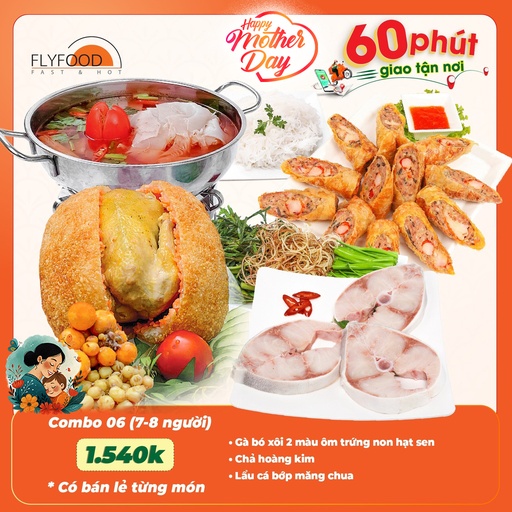 FLYFOOD
FAST & HOT
Happy
Mother
Day
60phút
giao tận nơi
Combo 06 (7-8 người)
1.540k
* Có bán lẻ từng món
• Gà bó xôi 2 màu ôm trứng non hạt sen
• Chả hoàng kim
• Lẩu cá bớp măng chua